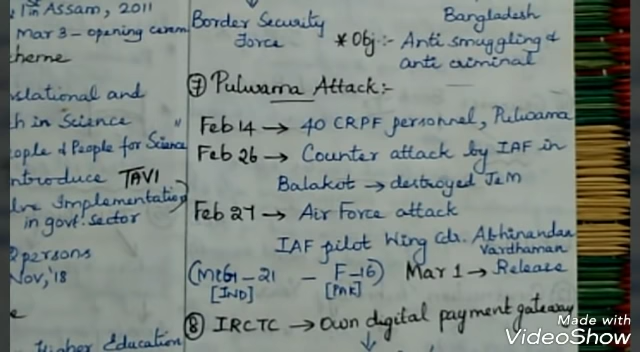 1st in Assam, 2011
Mar 3 – opening cerem
cheme
nslational and
h in Science
ople & People for Science"
ntroduce TAVI
lve Implementation
in govt. sector
2 persons
Nov, '18
Higher Education
Border Security
Force
Bangladesh
* Obj :- Anti smuggling &
anti criminal
⑦ Pulwama Attack:-
Feb 14 → 40 CRPF personnel, Pulwama
Feb 26 → Counter attack by IAF in
Balakot → destroyed JeM
Feb 27 → Air Force attack
IAF pilot Wing Cdr. Abhinandan
Vardhaman
(MiG – 21 – F – 16) Mar 1 → Release
[IND] [PAK]
⑧ IRCTC → own digital payment gateway
Made with
VideoShow